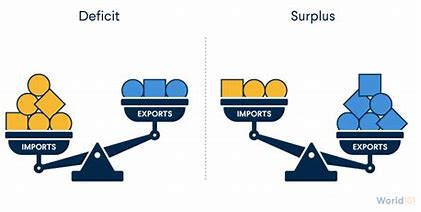 Deficit
Surplus
EXPORTS
IMPORTS
IMPORTS
EXPORTS
World101